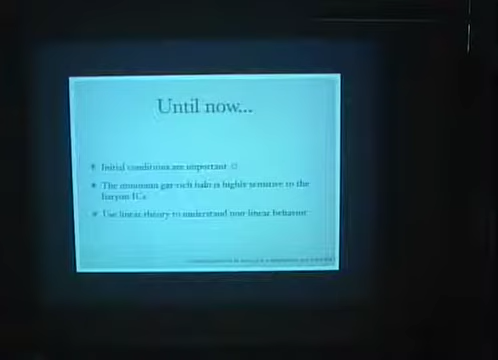 Until now...
Initial conditions are important
The minimum gas-rich halo is highly sensitive to the
baryon ICs
Use linear theory to understand non linear behavior